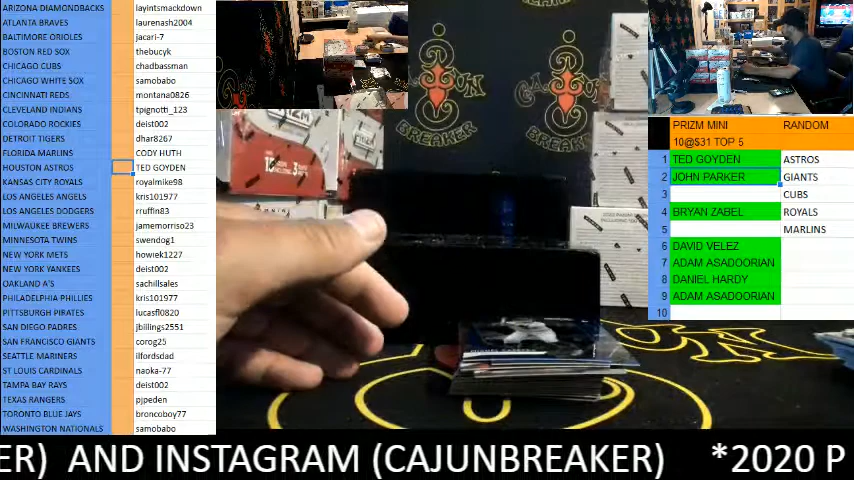 ARIZONA DIAMONDBACKS layintsmackdown
ATLANTA BRAVES laurenash2004
BALTIMORE ORIOLES jacari-7
BOSTON RED SOX thebucyk
CHICAGO CUBS chadbassman
CHICAGO WHITE SOX samobabo
CINCINNATI REDS montana0826
CLEVELAND INDIANS tpignotti_123
COLORADO ROCKIES deist002
DETROIT TIGERS dhar8267
FLORIDA MARLINS CODY HUTH
HOUSTON ASTROS TED GOYDEN
KANSAS CITY ROYALS royalmike98
LOS ANGELES ANGELS kris101977
LOS ANGELES DODGERS rruffin83
MILWAUKEE BREWERS jamemorriso23
MINNESOTA TWINS swendog1
NEW YORK METS howiek1227
NEW YORK YANKEES deist002
OAKLAND A'S sachillsales
PHILADELPHIA PHILLIES kris101977
PITTSBURGH PIRATES lucasfl0820
SAN DIEGO PADRES jbillings2551
SAN FRANCISCO GIANTS corog25
SEATTLE MARINERS ilfordsdad
ST LOUIS CARDINALS naoka-77
TAMPA BAY RAYS deist002
TEXAS RANGERS pjpeden
TORONTO BLUE JAYS broncoboy77
WASHINGTON NATIONALS samobabo
CAJUN
BREAKER
BREAKER
PRIZM MINI RANDOM
10@$31 TOP 5
1 TED GOYDEN ASTROS
2 JOHN PARKER GIANTS
3 CUBS
4 BRYAN ZABEL ROYALS
5 MARLINS
6 DAVID VELEZ
7 ADAM ASADOORIAN
8 DANIEL HARDY
9 ADAM ASADOORIAN
10
ER) AND INSTAGRAM (CAJUNBREAKER) *2020 P